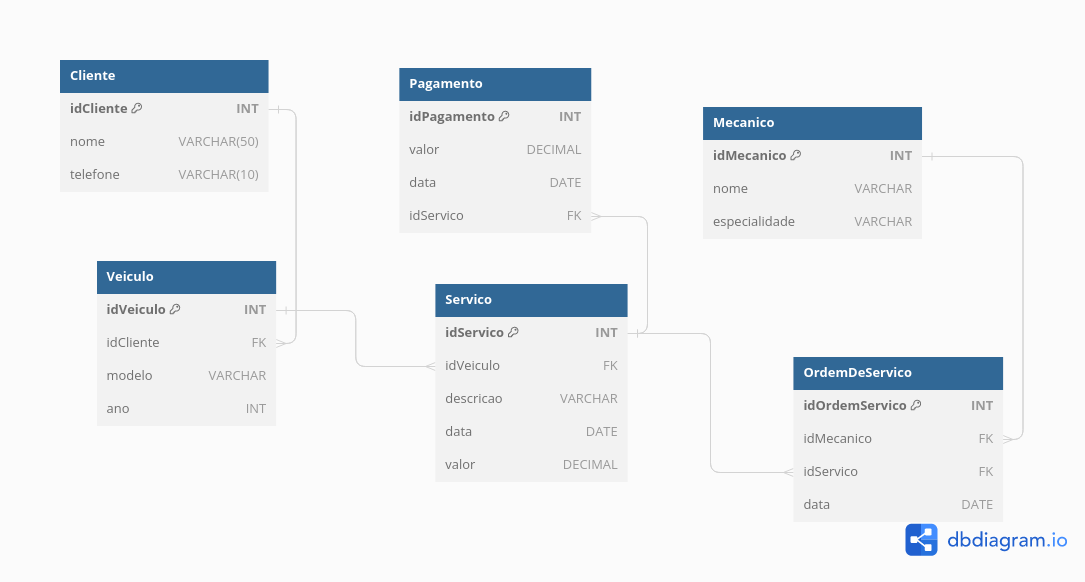 Cliente
idCliente INT
nome VARCHAR(50)
telefone VARCHAR(10)
Pagamento
idPagamento INT
valor DECIMAL
data DATE
idServico FK
Mecanico
idMecanico INT
nome VARCHAR
especialidade VARCHAR
Veiculo
idVeiculo INT
idCliente FK
modelo VARCHAR
ano INT
Servico
idServico INT
idVeiculo FK
descricao VARCHAR
data DATE
valor DECIMAL
OrdemDeServico
idOrdemServico INT
idMecanico FK
idServico FK
data DATE
dbdiagram.io